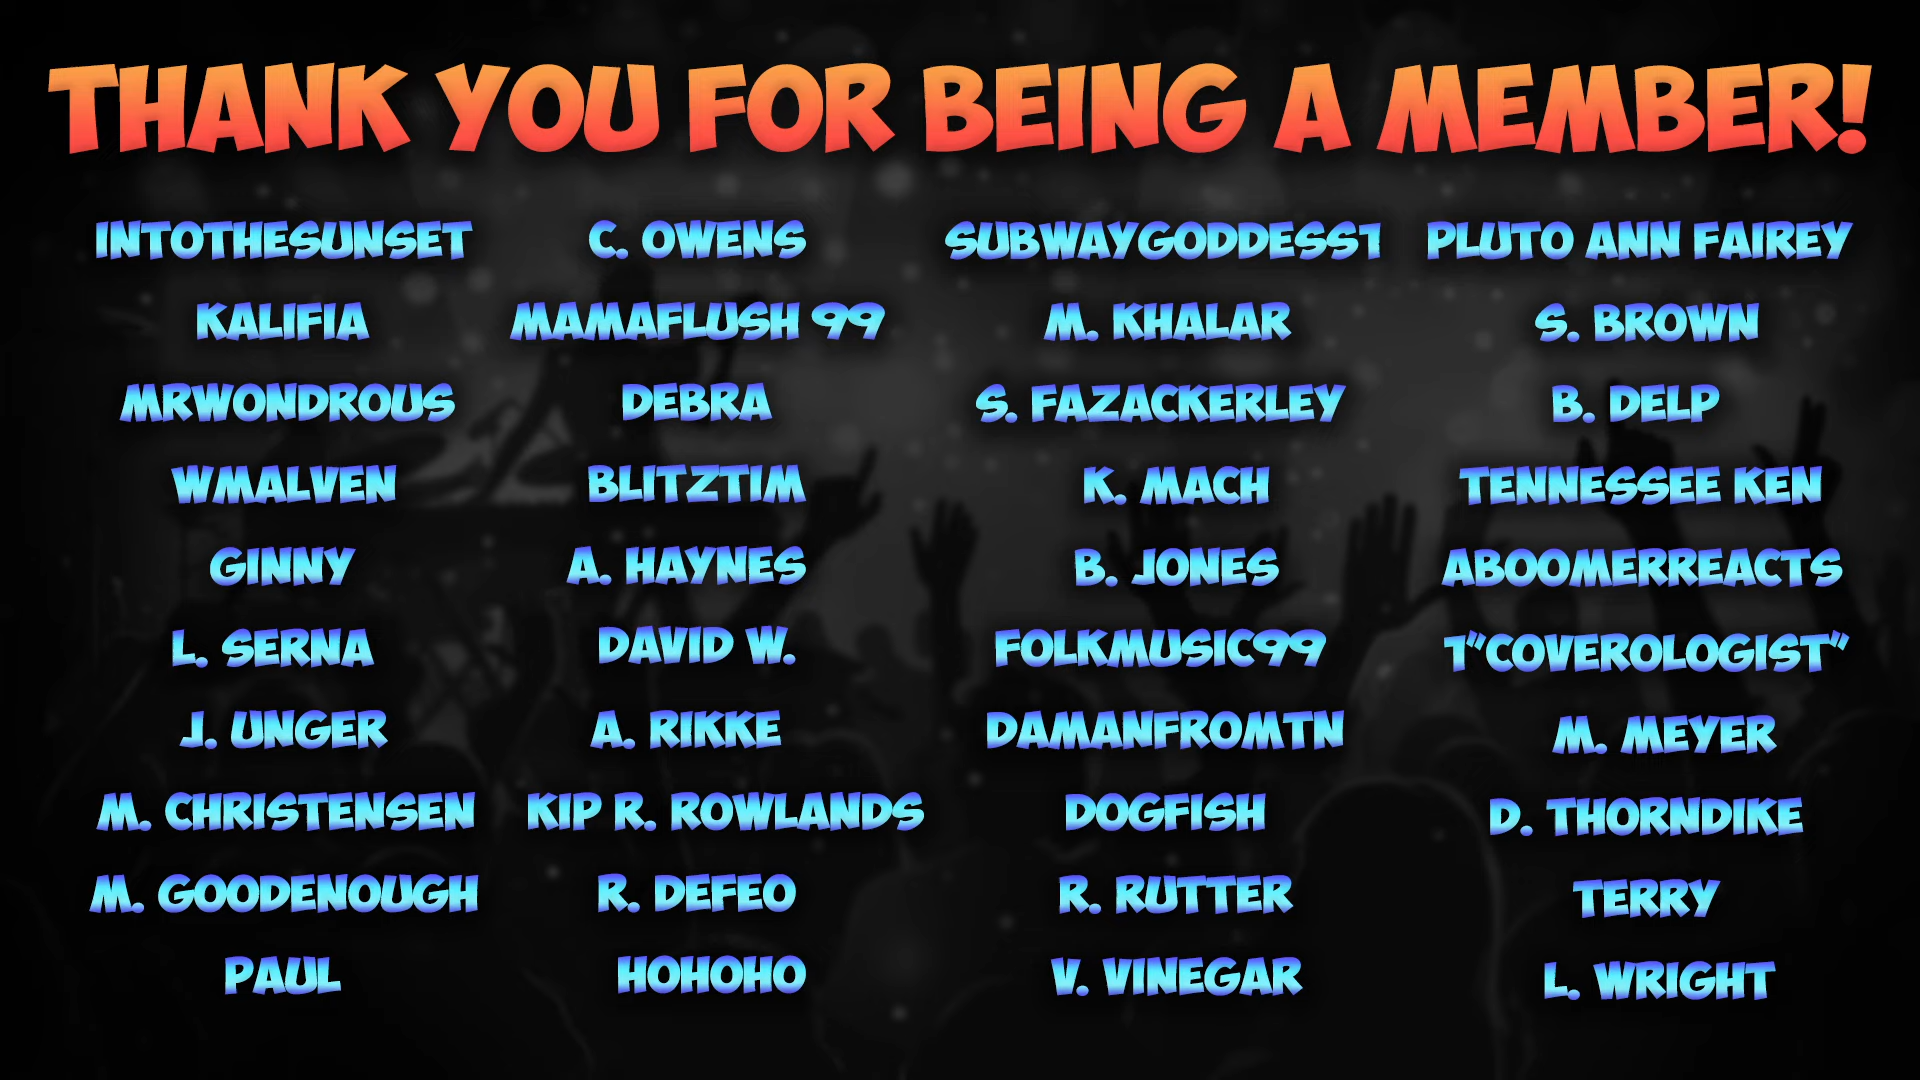 THANK YOU FOR BEING A MEMBER!
INTOTHESUNSET C. OWENS SUBWAYGODDESS1 PLUTO ANN FAIREY
KALIFIA MAMAFLUSH 99 M. KHALAR S. BROWN
MRWONDROUS DEBRA S. FAZACKERLEY B. DELP
WMALVEN BLITZTIM K. MACH TENNESSEE KEN
GINNY A. HAYNES B. JONES ABOOMERREACTS
L. SERNA DAVID W. FOLKMUSIC99 1"COVEROLOGIST"
J. UNGER A. RIKKE DAMANFROMTN M. MEYER
M. CHRISTENSEN KIP R. ROWLANDS DOGFISH D. THORNDIKE
M. GOODENOUGH R. DEFEO R. RUTTER TERRY
PAUL HOHOHO V. VINEGAR L. WRIGHT